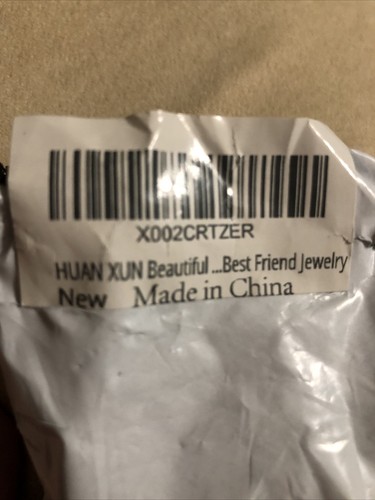 X002CRTZER
HUAN XUN Beautiful ...Best Friend Jewelry
New Made in China